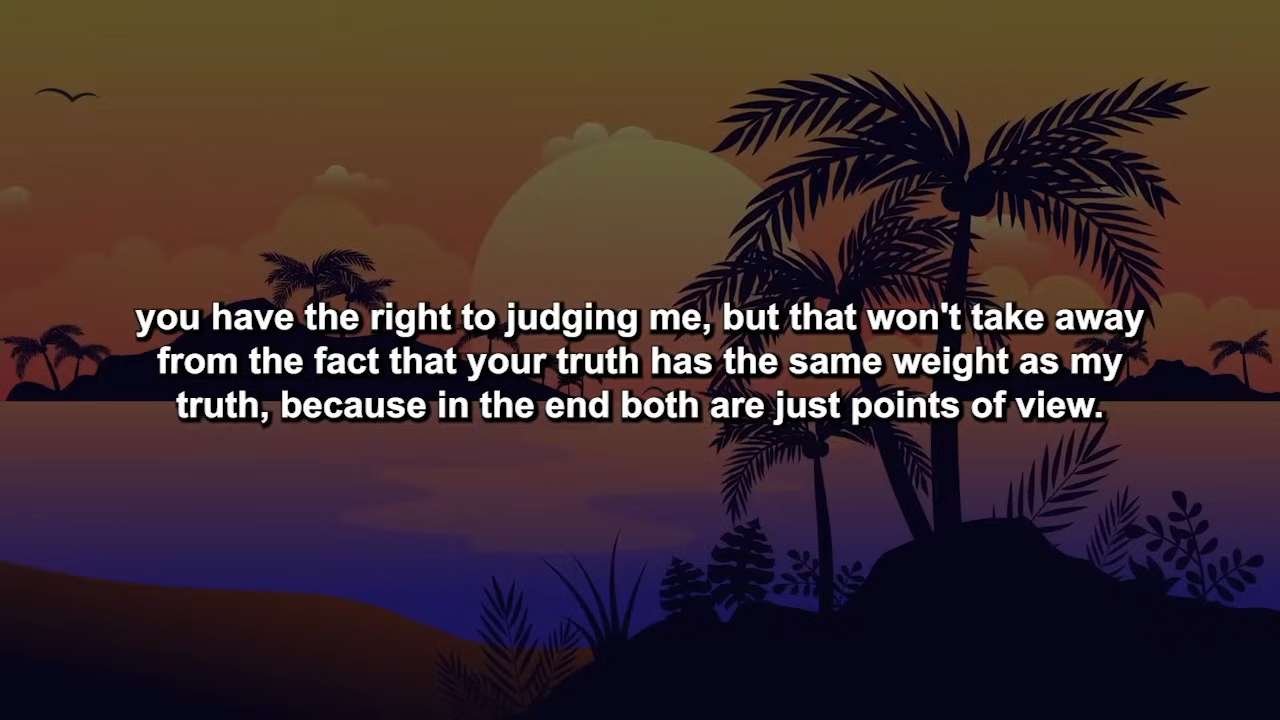 you have the right to judging me, but that won't take away
from the fact that your truth has the same weight as my
truth, because in the end both are just points of view.